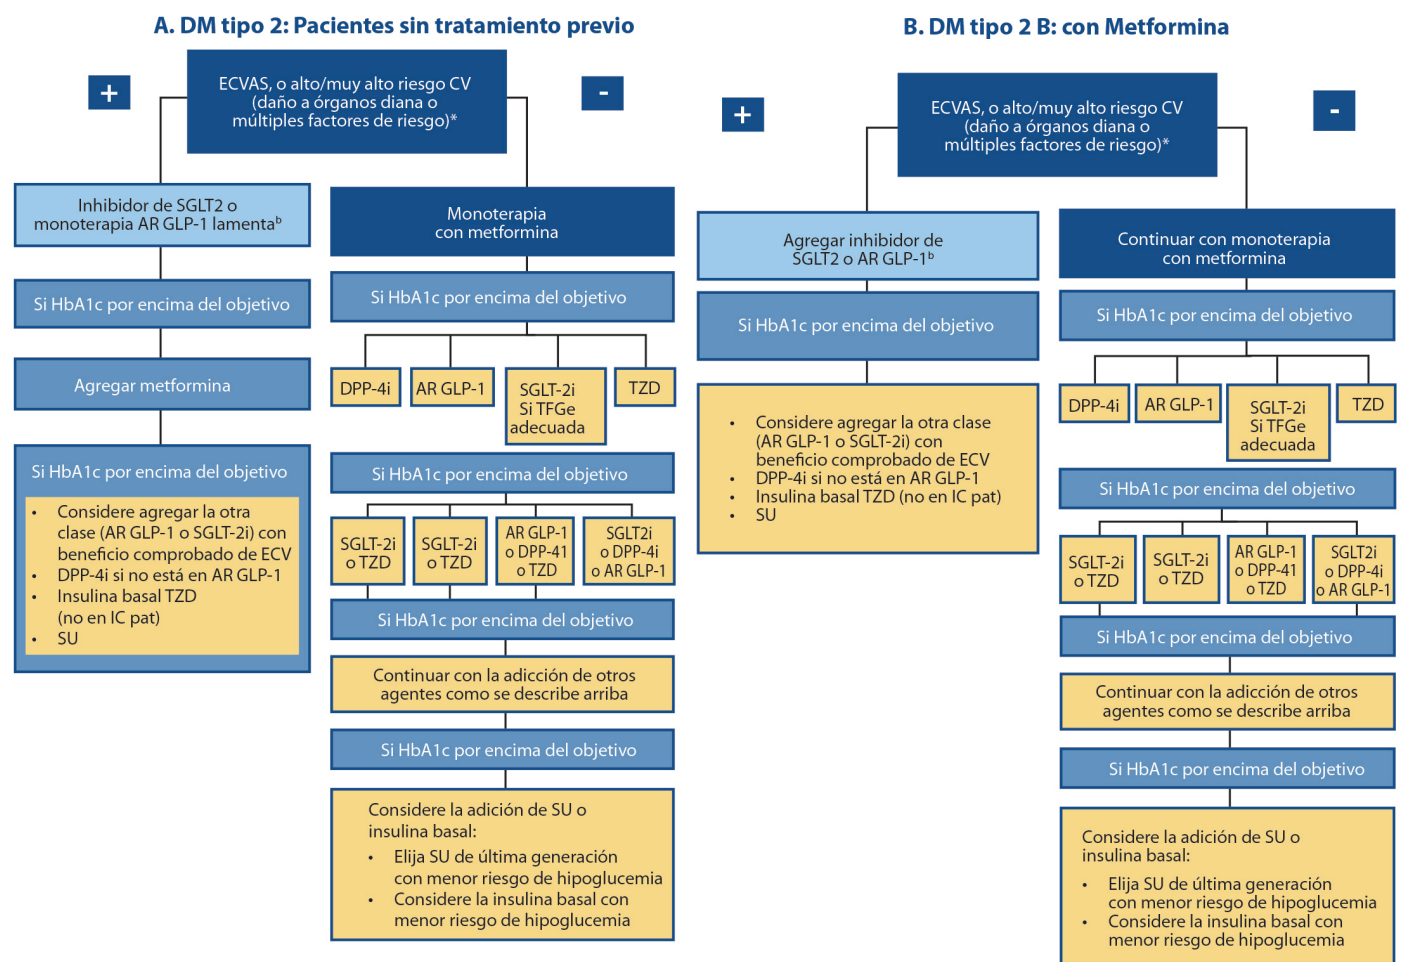 A. DM tipo 2: Pacientes sin tratamiento previo
+
ECVAS, o alto/muy alto riesgo CV
(daño a órganos diana o
múltiples factores de riesgo)*
-
Inhibidor de SGLT2 o
monoterapia AR GLP-1 lamentaᵇ
Si HbA1c por encima del objetivo
Agregar metformina
Si HbA1c por encima del objetivo
• Considere agregar la otra
clase (AR GLP-1 o SGLT-2i) con
beneficio comprobado de ECV
• DPP-4i si no está en AR GLP-1
• Insulina basal TZD
(no en IC pat)
• SU
Monoterapia
con metformina
Si HbA1c por encima del objetivo
DPP-4i
AR GLP-1
SGLT-2i
Si TFGe
adecuada
TZD
Si HbA1c por encima del objetivo
SGLT-2i
o TZD
SGLT-2i
o TZD
AR GLP-1
o DPP-41
o TZD
SGLT2i
o DPP-4i
o AR GLP-1
Si HbA1c por encima del objetivo
Continuar con la adicción de otros
agentes como se describe arriba
Si HbA1c por encima del objetivo
Considere la adición de SU o
insulina basal:
• Elija SU de última generación
con menor riesgo de hipoglucemia
• Considere la insulina basal con
menor riesgo de hipoglucemia
B. DM tipo 2 B: con Metformina
+
ECVAS, o alto/muy alto riesgo CV
(daño a órganos diana o
múltiples factores de riesgo)*
-
Agregar inhibidor de
SGLT2 o AR GLP-1ᵇ
Si HbA1c por encima del objetivo
• Considere agregar la otra clase
(AR GLP-1 o SGLT-2i) con
beneficio comprobado de ECV
• DPP-4i si no está en AR GLP-1
• Insulina basal TZD (no en IC pat)
• SU
Continuar con monoterapia
con metformina
Si HbA1c por encima del objetivo
DPP-4i
AR GLP-1
SGLT-2i
Si TFGe
adecuada
TZD
Si HbA1c por encima del objetivo
SGLT-2i
o TZD
SGLT-2i
o TZD
AR GLP-1
o DPP-41
o TZD
SGLT2i
o DPP-4i
o AR GLP-1
Si HbA1c por encima del objetivo
Continuar con la adicción de otros
agentes como se describe arriba
Si HbA1c por encima del objetivo
Considere la adición de SU o
insulina basal:
• Elija SU de última generación
con menor riesgo de hipoglucemia
• Considere la insulina basal con
menor riesgo de hipoglucemia